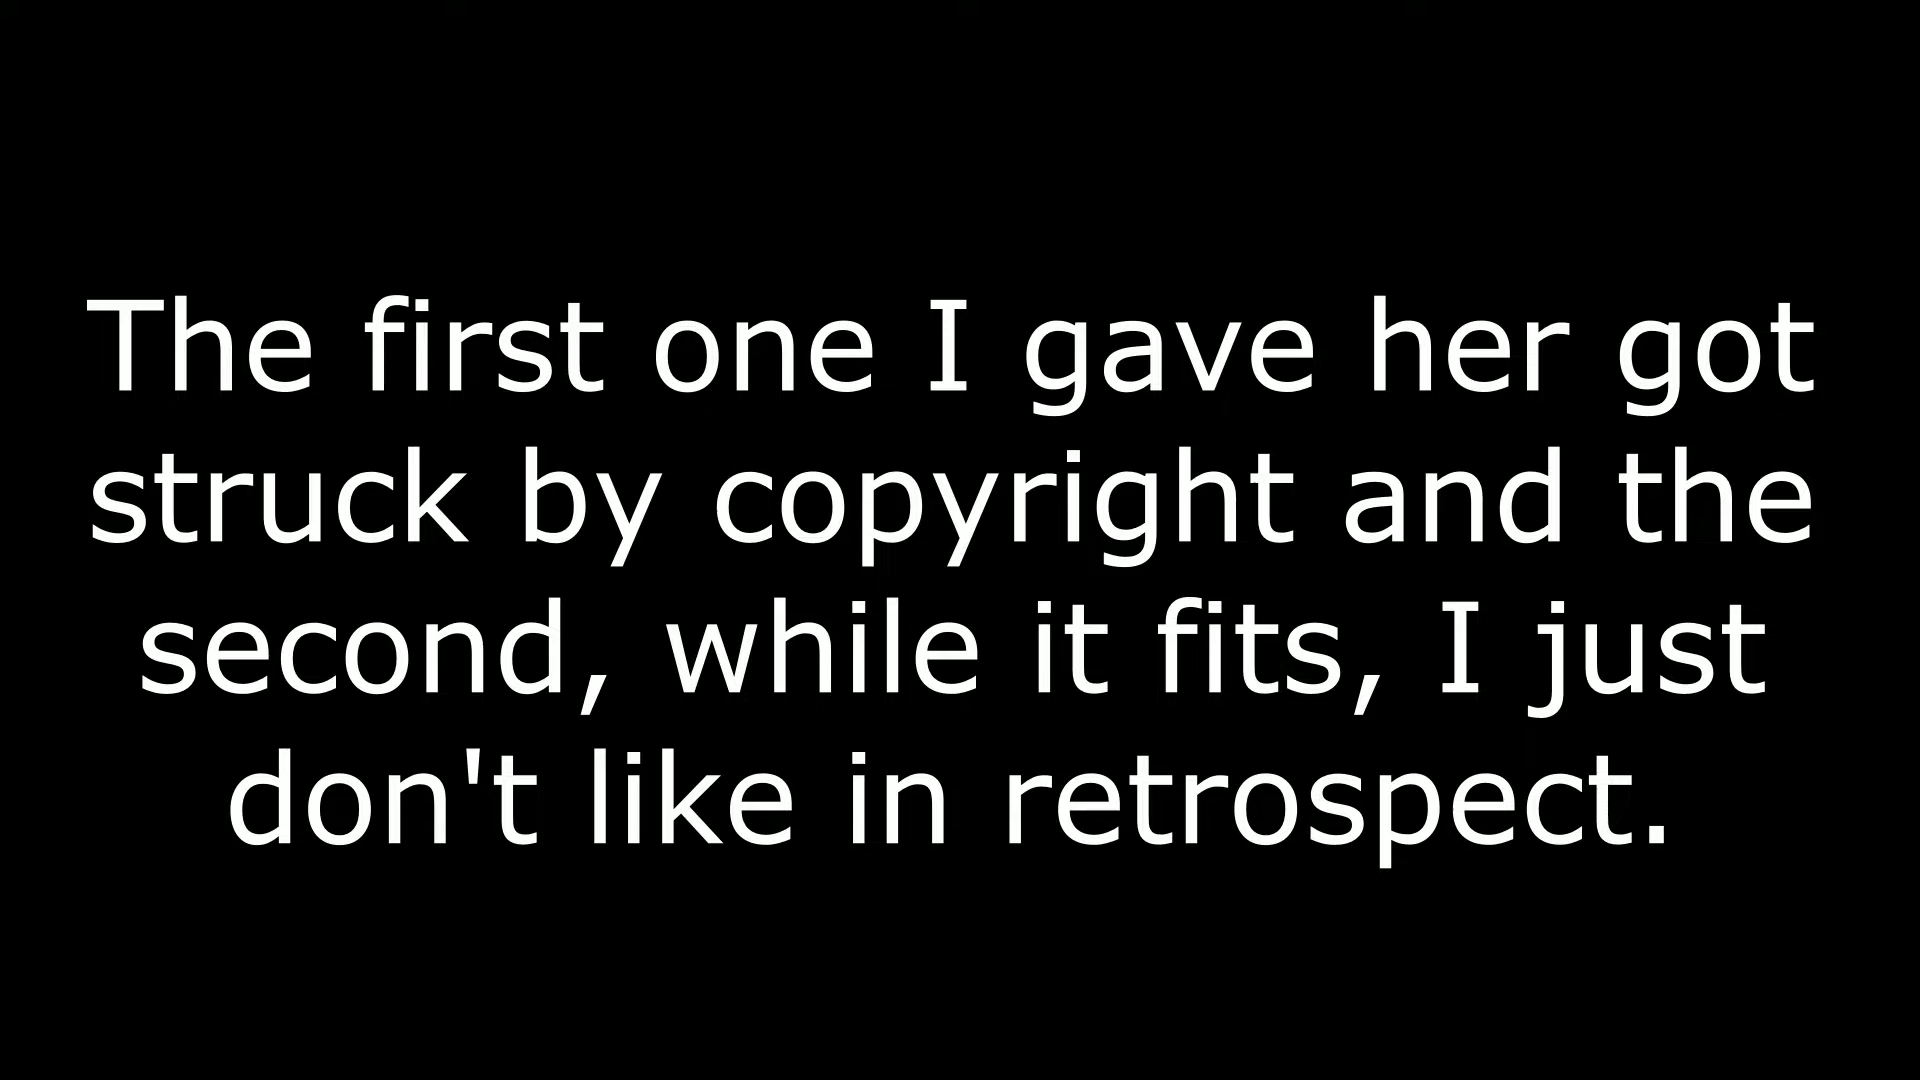 The first one I gave her got
struck by copyright and the
second, while it fits, I just
don't like in retrospect.